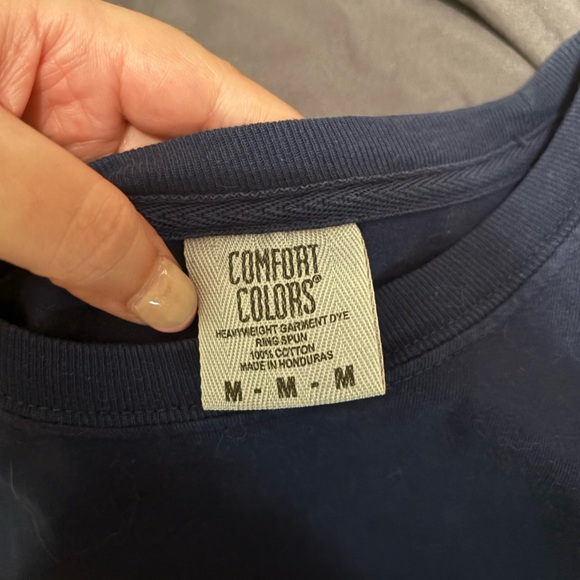 COMFORT
COLORS®
HEAVYWEIGHT GARMENT DYE
RING SPUN
100% COTTON
MADE IN HONDURAS
M - M - M